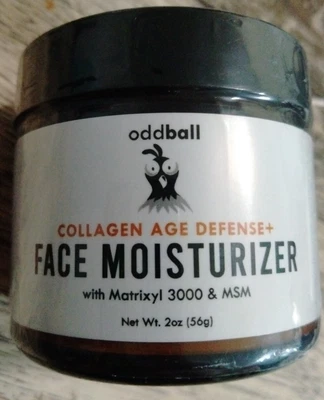 oddball
COLLAGEN AGE DEFENSE+
FACE MOISTURIZER
with Matrixyl 3000 & MSM
Net Wt. 2oz (56g)